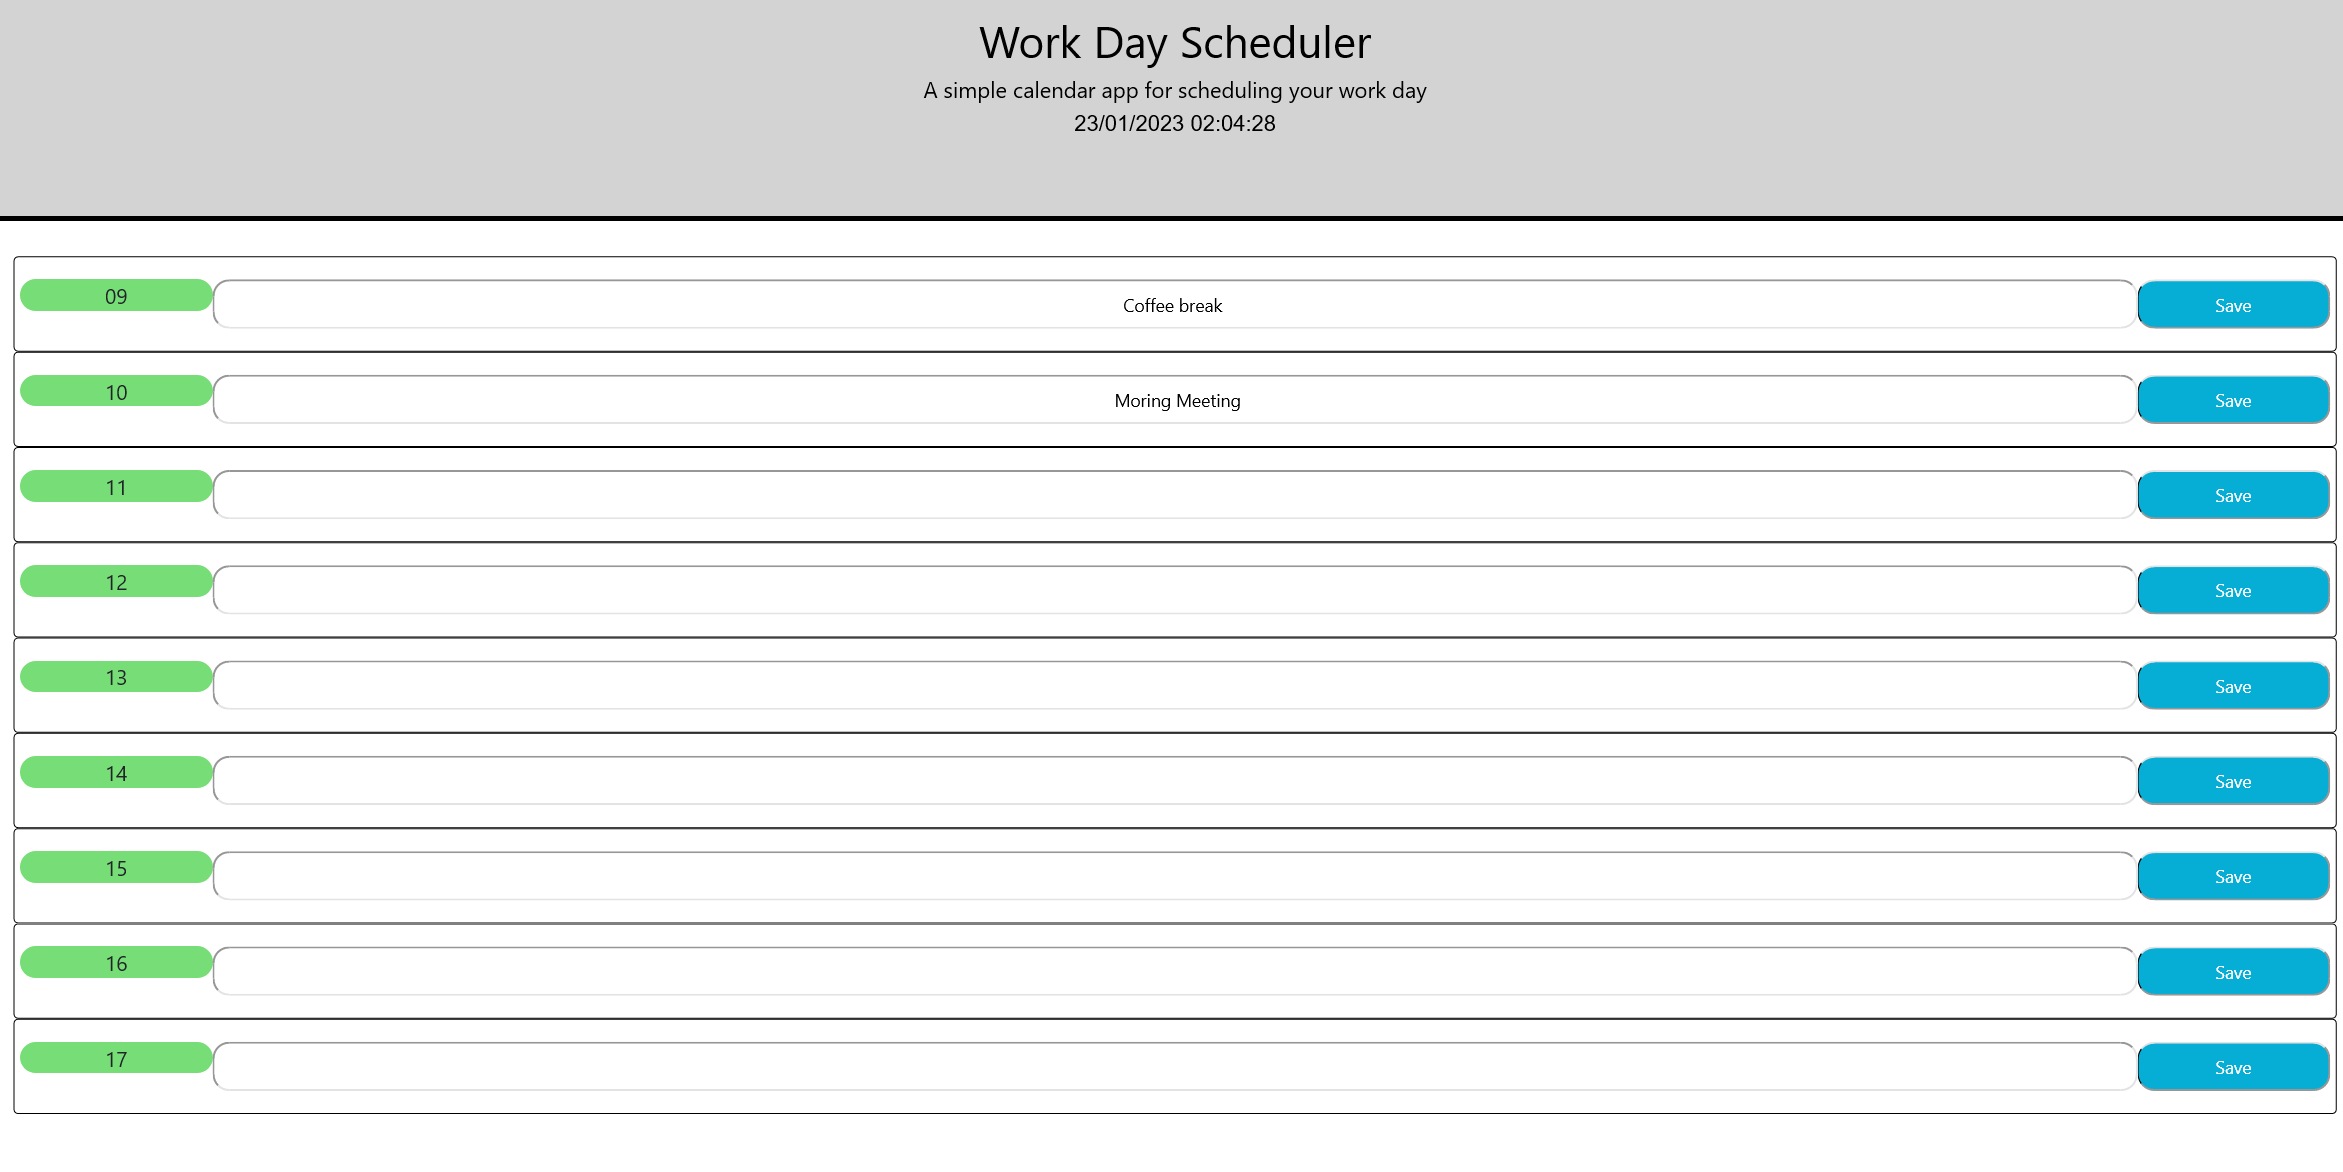 Work Day Scheduler
A simple calendar app for scheduling your work day
23/01/2023 02:04:28
09 Coffee break Save
10 Moring Meeting Save
11 Save
12 Save
13 Save
14 Save
15 Save
16 Save
17 Save